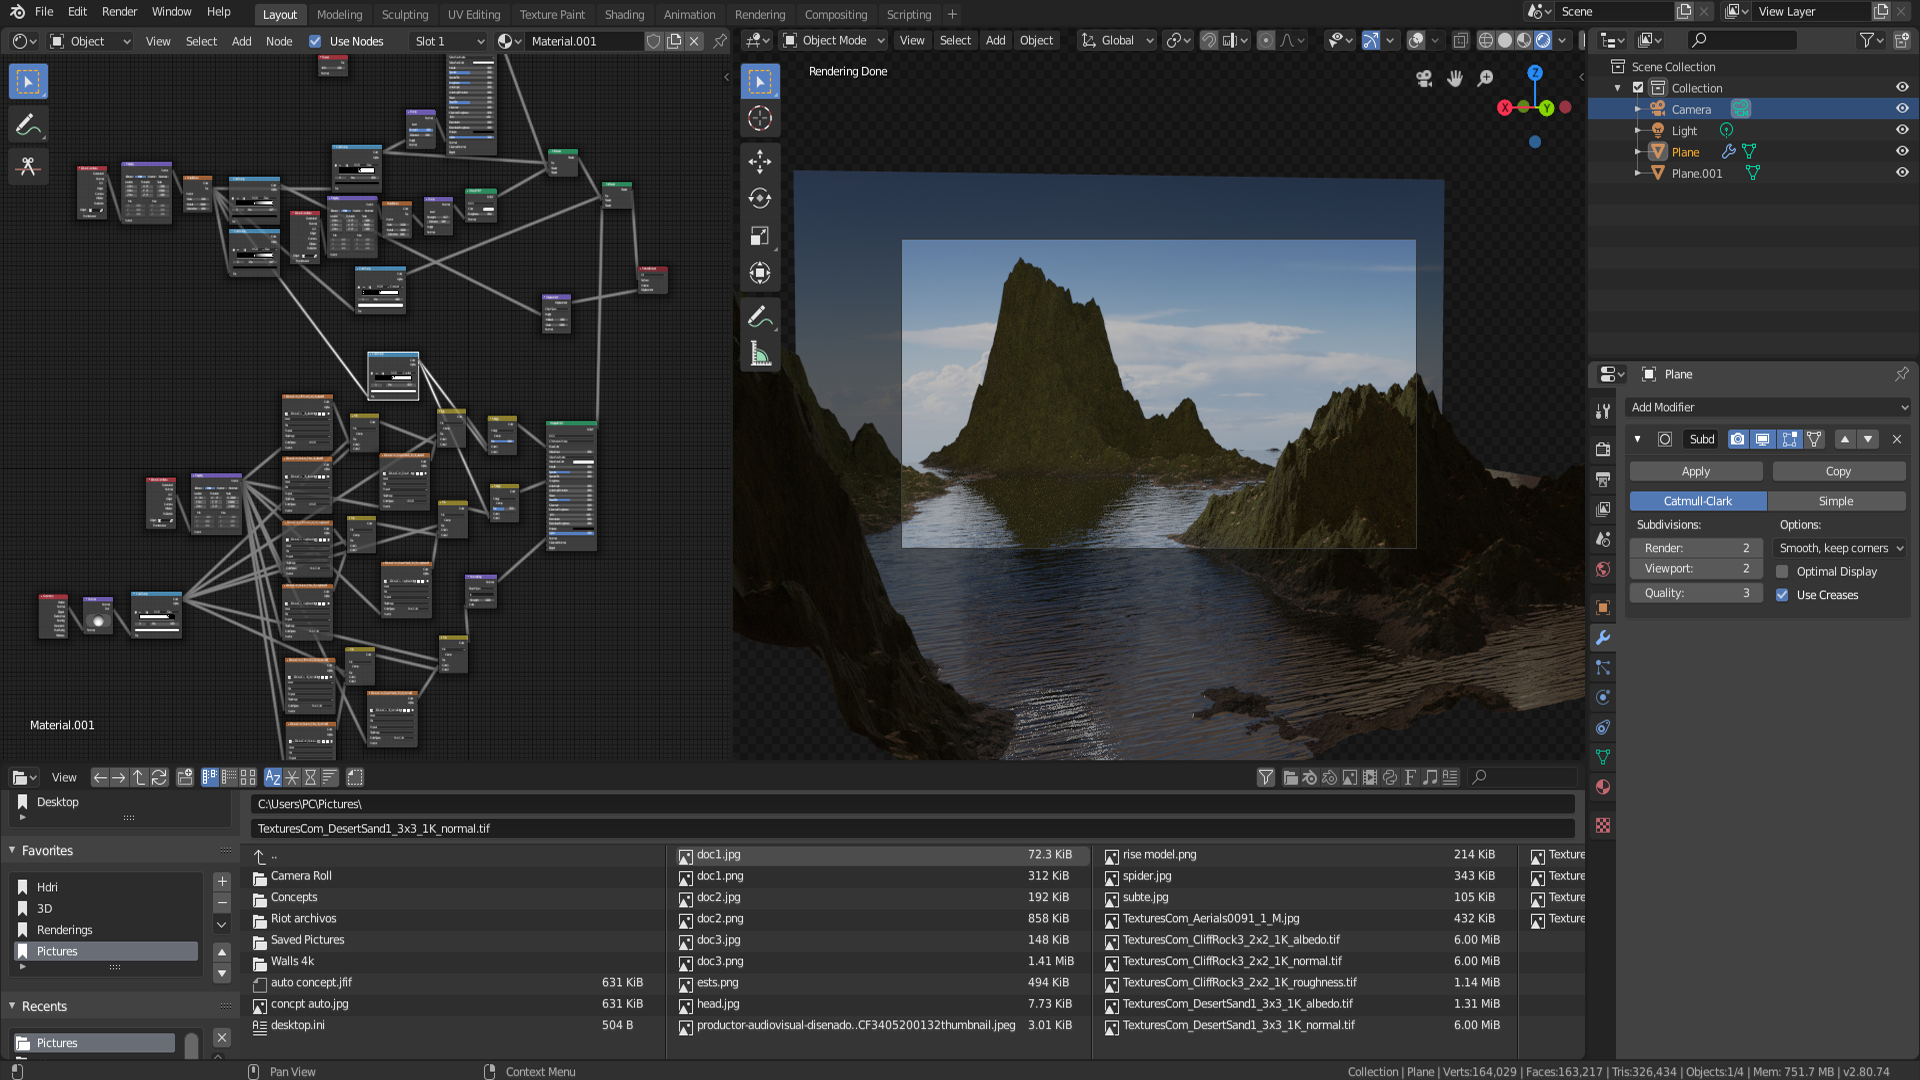 File Edit Render Window Help
Layout Modeling Sculpting UV Editing Texture Paint Shading Animation Rendering Compositing Scripting +
Scene
View Layer
Object View Select Add Node Use Nodes Slot 1 Material.001
Object Mode View Select Add Object Global
Rendering Done
Z
X
Y
Material.001
Scene Collection
Collection
Camera
Light
Plane
Plane.001
Plane
Add Modifier
Subd
Apply Copy
Catmull-Clark Simple
Subdivisions: Options:
Render: 2 Smooth, keep corners
Viewport: 2 Optimal Display
Quality: 3 Use Creases
View
Desktop
Favorites
Hdri
3D
Renderings
Pictures
Recents
Pictures
C:\Users\PC\Pictures\
TexturesCom_DesertSand1_3x3_1K_normal.tif
..
Camera Roll
Concepts
Riot archivos
Saved Pictures
Walls 4k
auto concept.jfif 631 KiB
concpt auto.jpg 631 KiB
desktop.ini 504 B
doc1.jpg 72.3 KiB
doc1.png 312 KiB
doc2.jpg 192 KiB
doc2.png 858 KiB
doc3.jpg 148 KiB
doc3.png 1.41 MiB
ests.png 494 KiB
head.jpg 7.73 KiB
productor-audiovisual-disenado..CF3405200132thumbnail.jpeg 3.01 KiB
rise model.png 214 KiB
spider.jpg 343 KiB
subte.jpg 105 KiB
TexturesCom_Aerials0091_1_M.jpg 432 KiB
TexturesCom_CliffRock3_2x2_1K_albedo.tif 6.00 MiB
TexturesCom_CliffRock3_2x2_1K_normal.tif 6.00 MiB
TexturesCom_CliffRock3_2x2_1K_roughness.tif 1.14 MiB
TexturesCom_DesertSand1_3x3_1K_albedo.tif 1.31 MiB
TexturesCom_DesertSand1_3x3_1K_normal.tif 6.00 MiB
Texture
Texture
Texture
Texture
Pan View
Context Menu
Collection | Plane | Verts:164,029 | Faces:163,217 | Tris:326,434 | Objects:1/4 | Mem: 751.7 MB | v2.80.74